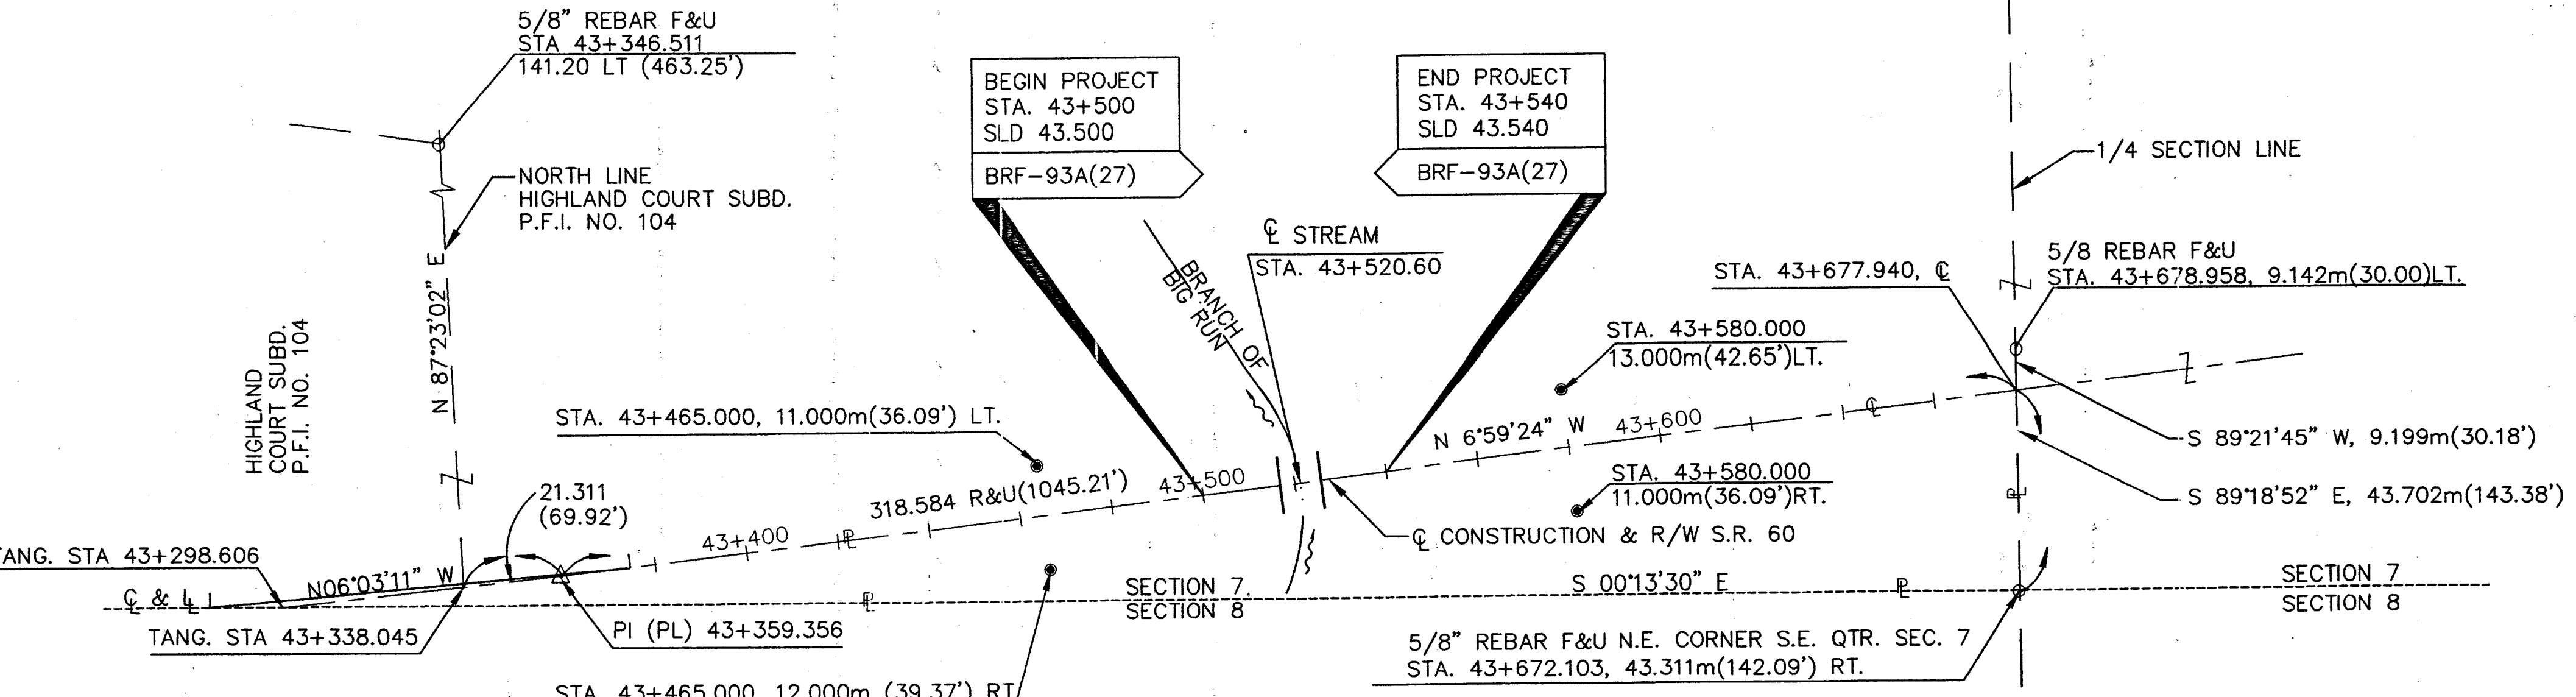 5/8" REBAR F&U
STA 43+346.511
141.20 LT (463.25')
NORTH LINE
HIGHLAND COURT SUBD.
P.F.I. NO. 104
N 87°23'02" E
HIGHLAND
COURT SUBD.
P.F.I. NO. 104
BEGIN PROJECT
STA. 43+500
SLD 43.500
BRF-93A(27)
END PROJECT
STA. 43+540
SLD 43.540
BRF-93A(27)
℄ STREAM
STA. 43+520.60
BRANCH OF
BIG RUN
1/4 SECTION LINE
5/8 REBAR F&U
STA. 43+678.958, 9.142m(30.00)LT.
STA. 43+677.940, ℄
STA. 43+580.000
13.000m(42.65')LT.
STA. 43+465.000, 11.000m(36.09') LT.
N 6°59'24" W
43+600
℄
S 89°21'45" W, 9.199m(30.18')
S 89°18'52" E, 43.702m(143.38')
STA. 43+580.000
11.000m(36.09')RT.
21.311
(69.92')
318.584 R&U(1045.21')
43+500
43+400
PL
PL
℄ CONSTRUCTION & R/W S.R. 60
TANG. STA 43+298.606
N06°03'11" W
℄ &
SECTION 7
SECTION 8
PL
S 00°13'30" E
PL
SECTION 7
SECTION 8
TANG. STA 43+338.045
PI (PL) 43+359.356
5/8" REBAR F&U N.E. CORNER S.E. QTR. SEC. 7
STA. 43+672.103, 43.311m(142.09') RT.
STA. 43+465.000, 12.000m (39.37') RT